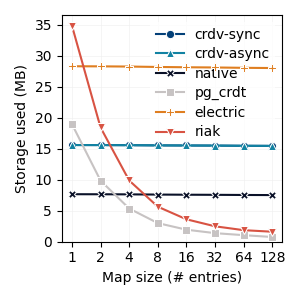 Storage used (MB)
35
30
25
20
15
10
5
0
crdv-sync
crdv-async
native
pg_crdt
electric
riak
1 2 4 8 16 32 64 128
Map size (# entries)